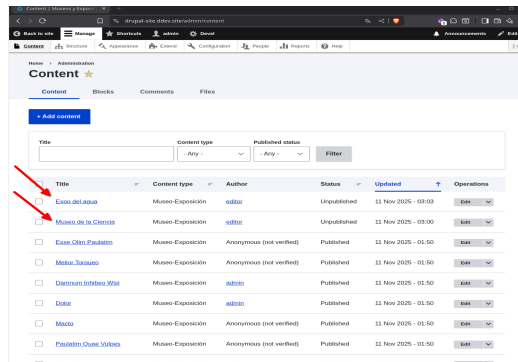 Content | Museos y Exposici
drupal-site.ddev.site/admin/content
Back to site Manage Shortcuts admin Devel Announcements Edit
Content Structure Appearance Extend Configuration People Reports Help
Home Administration
Content
Content Blocks Comments Files
+ Add content
Title Content type Published status
- Any - - Any - Filter
Title Content type Author Status Updated Operations
Expo del agua Museo-Exposición editor Unpublished 11 Nov 2025 - 03:03 Edit
Museo de la Ciencia Museo-Exposición editor Unpublished 11 Nov 2025 - 03:00 Edit
Esse Olim Paulatim Museo-Exposición Anonymous (not verified) Published 11 Nov 2025 - 01:50 Edit
Melior Torqueo Museo-Exposición Anonymous (not verified) Published 11 Nov 2025 - 01:50 Edit
Damnum Inhibeo Wisi Museo-Exposición admin Published 11 Nov 2025 - 01:50 Edit
Dolor Museo-Exposición admin Published 11 Nov 2025 - 01:50 Edit
Macto Museo-Exposición Anonymous (not verified) Published 11 Nov 2025 - 01:50 Edit
Paulatim Quae Vulpes Museo-Exposición Anonymous (not verified) Published 11 Nov 2025 - 01:50 Edit